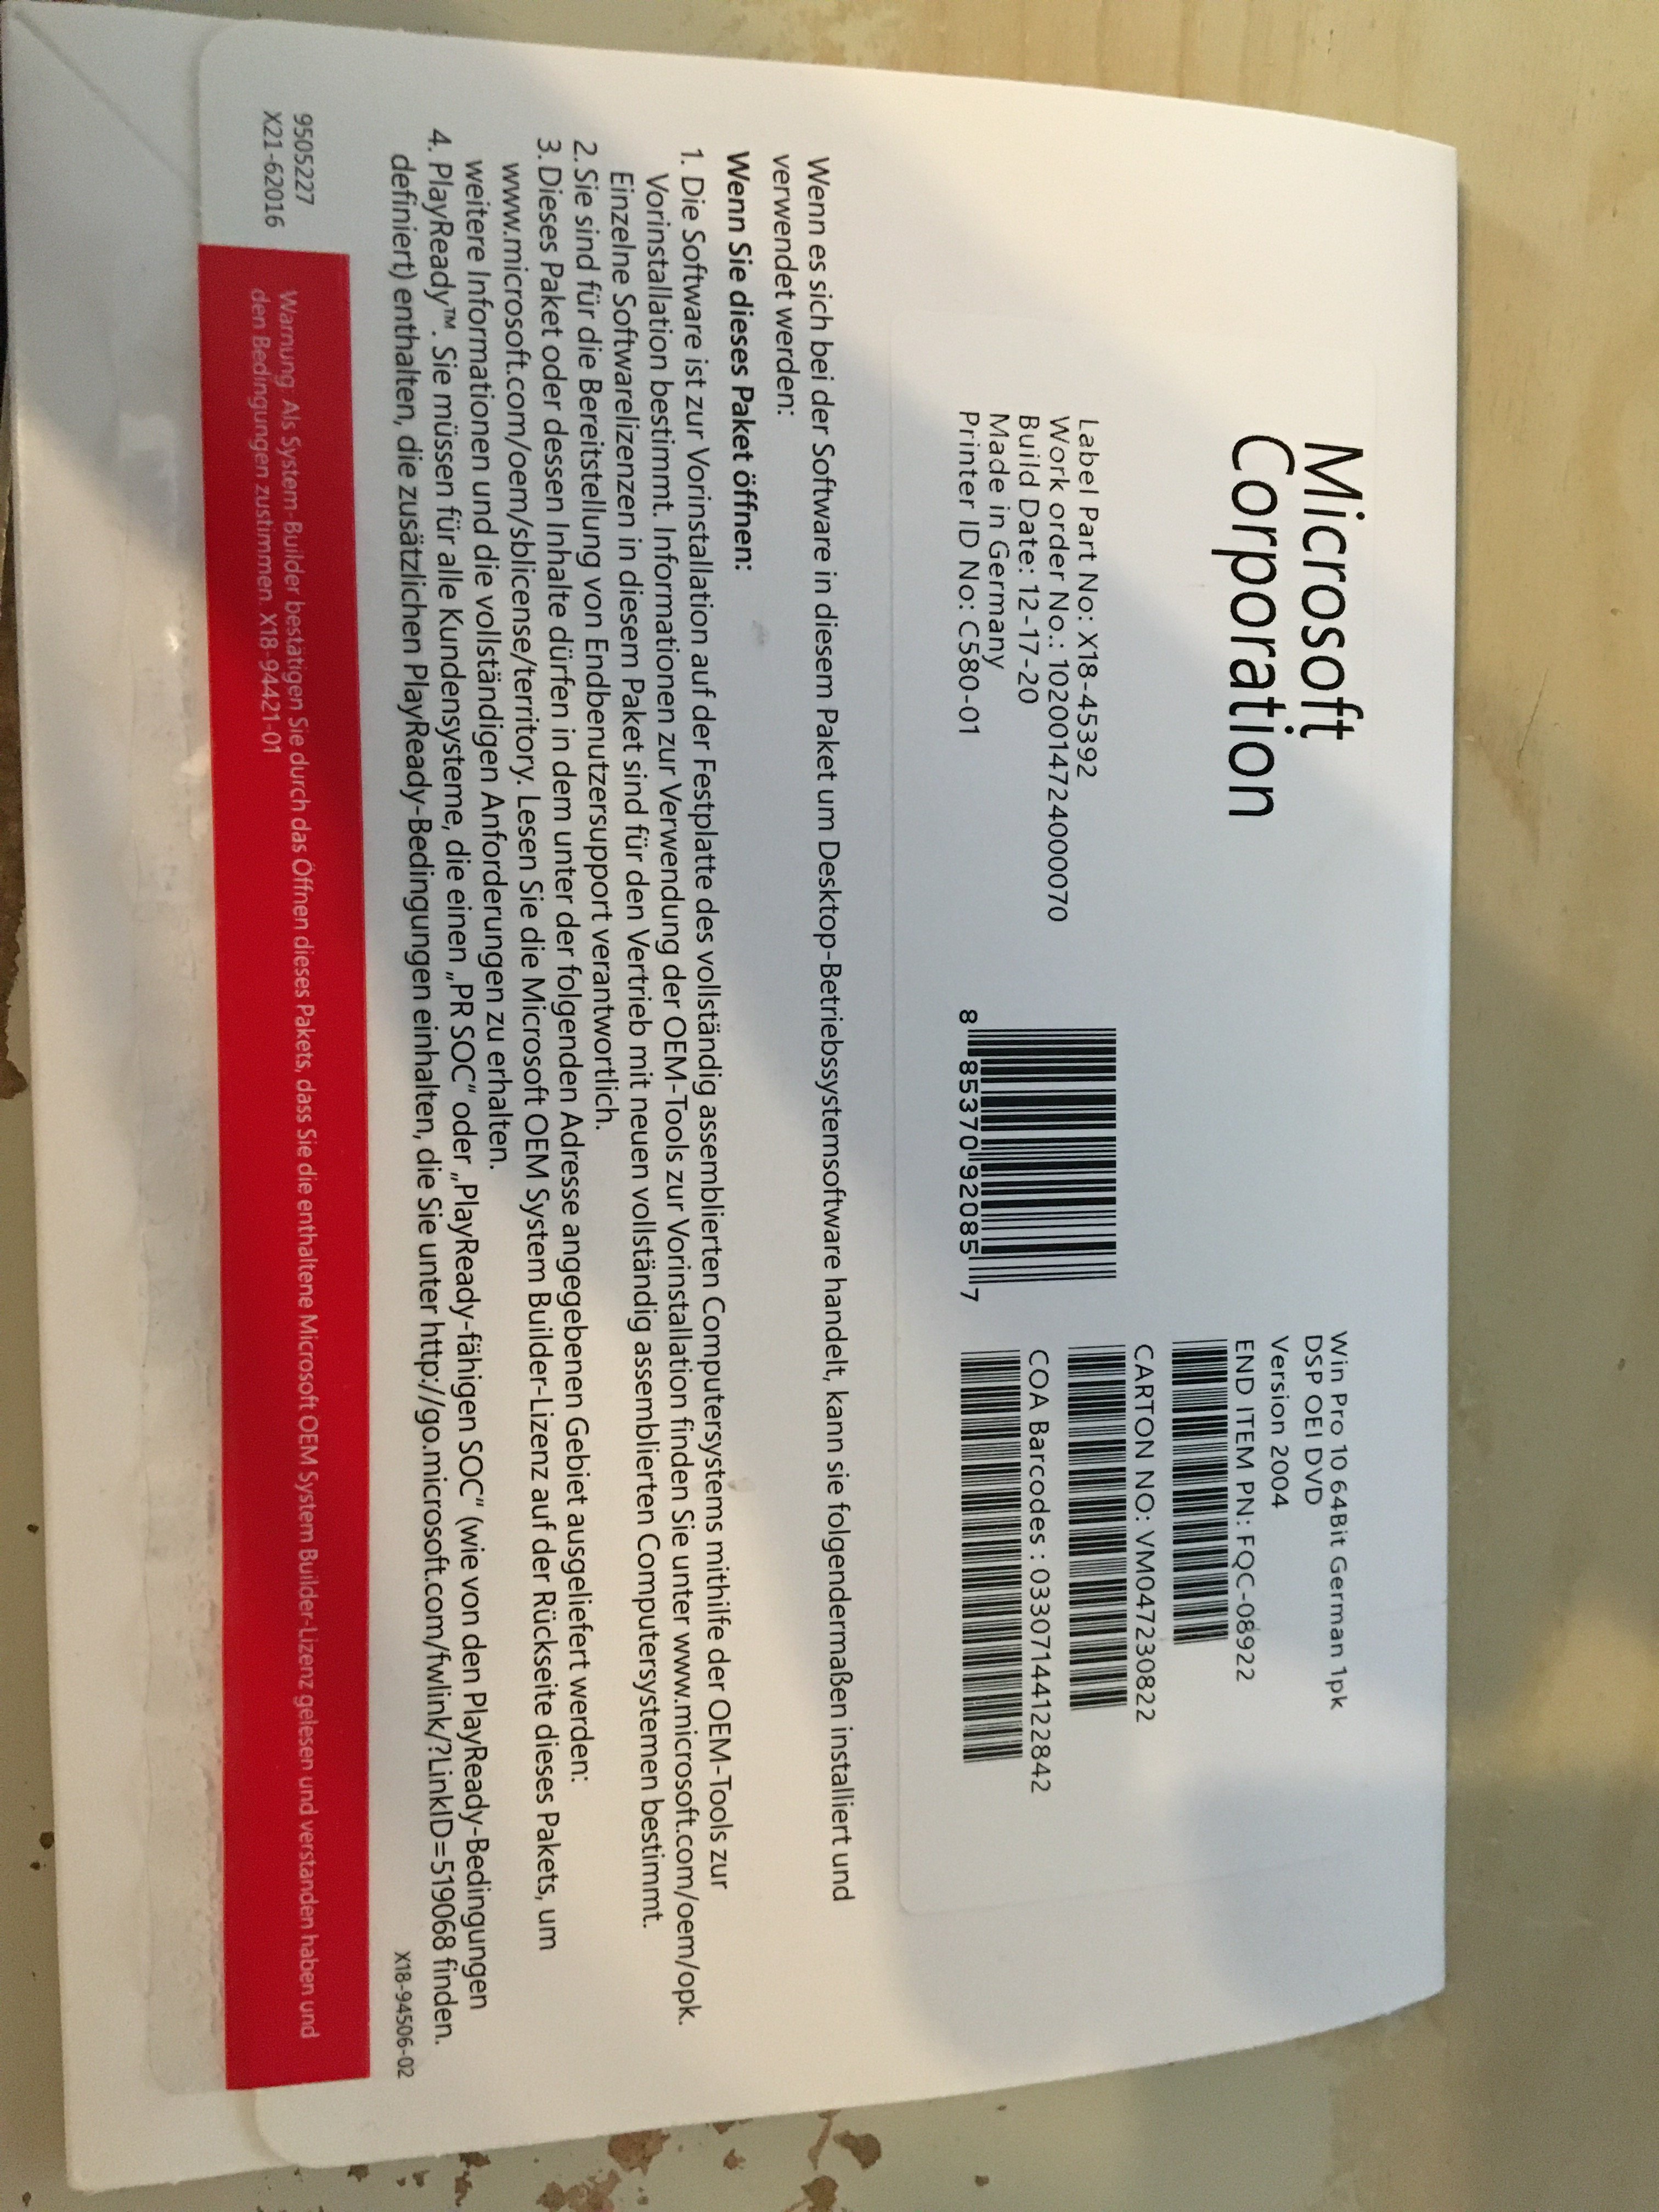 Microsoft
Corporation
Win Pro 10 64Bit German 1pk
DSP OEI DVD
Version 2004
END ITEM PN: FQC-08922
CARTON NO: VM04723082​2
COA Barcodes : 03307144122842
Label Part No: X18-45392
Work order No.: 10200147240000​70
Build Date: 12-17-20
Made in Germany
Printer ID No: C580-01
8 85370 92085 7
Wenn es sich bei der Software in diesem Paket um Desktop-Betriebssystemsoftware handelt, kann sie folgendermaßen installiert und
verwendet werden:
Wenn Sie dieses Paket öffnen:
1. Die Software ist zur Vorinstallation auf der Festplatte des vollständig assemblierten Computersystems mithilfe der OEM-Tools zur
Vorinstallation bestimmt. Informationen zur Verwendung der OEM-Tools zur Vorinstallation finden Sie unter www.microsoft.com/oem/opk.
Einzelne Softwarelizenzen in diesem Paket sind für den Vertrieb mit neuen vollständig assemblierten Computersystemen bestimmt.
2. Sie sind für die Bereitstellung von Endbenutzersupport verantwortlich.
3. Dieses Paket oder dessen Inhalte dürfen in dem unter der folgenden Adresse angegebenen Gebiet ausgeliefert werden:
www.microsoft.com/oem/sblicense/territory. Lesen Sie die Microsoft OEM System Builder-Lizenz auf der Rückseite dieses Pakets, um
weitere Informationen und die vollständigen Anforderungen zu erhalten.
4. PlayReady™. Sie müssen für alle Kundensysteme, die einen „PR SOC" oder „PlayReady-fähigen SOC" (wie von den PlayReady-Bedingungen
definiert) enthalten, die zusätzlichen PlayReady-Bedingungen einhalten, die Sie unter http://go.microsoft.com/fwlink/?LinkID=519068 finden.
X18-94506-02
9505227
X21-62016
Warnung: Als System-Builder bestätigen Sie durch das Öffnen dieses Pakets, dass Sie die enthaltene Microsoft OEM System Builder-Lizenz gelesen und verstanden haben und
den Bedingungen zustimmen. X18-94421-01